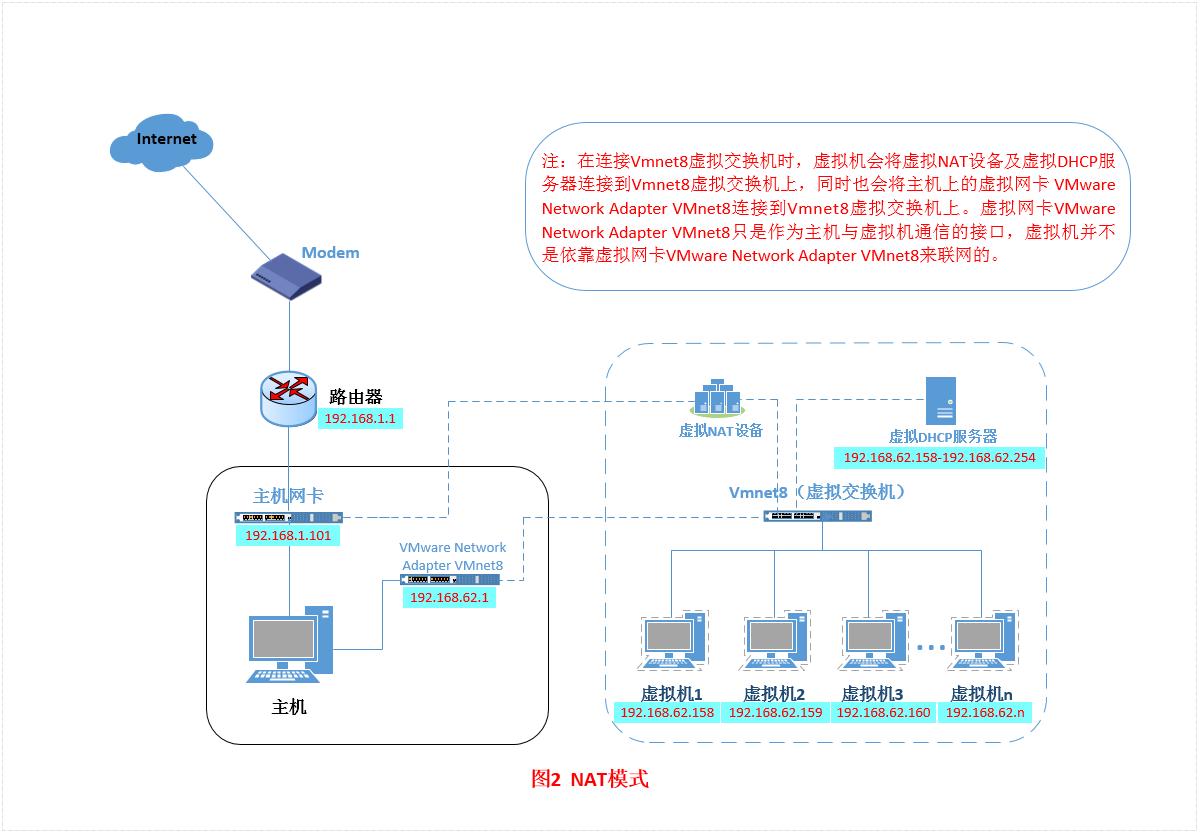 Internet
注：在连接Vmnet8虚拟交换机时，虚拟机会将虚拟NAT设备及虚拟DHCP服
务器连接到Vmnet8虚拟交换机上，同时也会将主机上的虚拟网卡 VMware
Network Adapter VMnet8连接到Vmnet8虚拟交换机上。虚拟网卡VMware
Network Adapter VMnet8只是作为主机与虚拟机通信的接口，虚拟机并不
是依靠虚拟网卡VMware Network Adapter VMnet8来联网的。
Modem
路由器
192.168.1.1
虚拟NAT设备
虚拟DHCP服务器
192.168.62.158-192.168.62.254
主机网卡
192.168.1.101
Vmnet8（虚拟交换机）
VMware Network
Adapter VMnet8
192.168.62.1
主机
虚拟机1
192.168.62.158
虚拟机2
192.168.62.159
虚拟机3
192.168.62.160
虚拟机n
192.168.62.n
图2 NAT模式